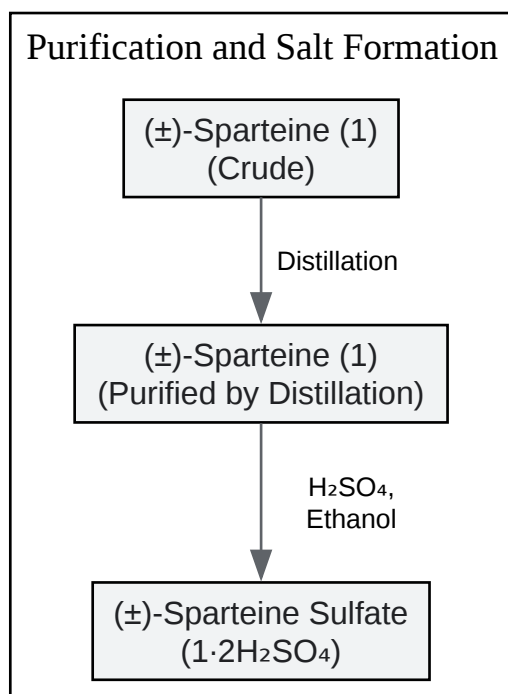 Purification and Salt Formation
(±)-Sparteine (1)
(Crude)
Distillation
(±)-Sparteine (1)
(Purified by Distillation)
H₂SO₄,
Ethanol
(±)-Sparteine Sulfate
(1·2H₂SO₄)